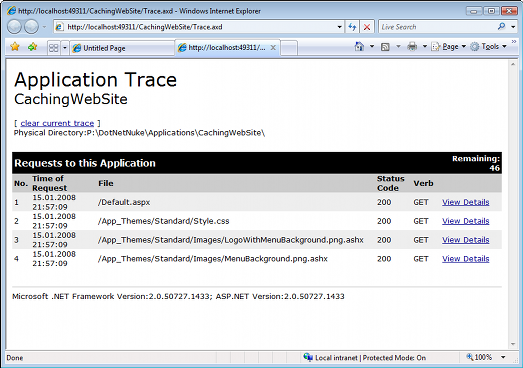 http://localhost:49311/CachingWebSite/Trace.axd - Windows Internet Explorer
http://localhost:49311/CachingWebSite/Trace.axd
Live Search
Untitled Page
http://localhost:49311/...
Page
Tools
Application Trace
CachingWebSite
[ clear current trace ]
Physical Directory:P:\DotNetNuke\Applications\CachingWebSite\
Requests to this Application Remaining: 46
No. Time of Request File Status Code Verb
1 15.01.2008 21:57:09 /Default.aspx 200 GET View Details
2 15.01.2008 21:57:09 /App_Themes/Standard/Style.css 200 GET View Details
3 15.01.2008 21:57:09 /App_Themes/Standard/Images/LogoWithMenuBackground.png.ashx 200 GET View Details
4 15.01.2008 21:57:09 /App_Themes/Standard/Images/MenuBackground.png.ashx 200 GET View Details
Microsoft .NET Framework Version:2.0.50727.1433; ASP.NET Version:2.0.50727.1433
Done
Local intranet | Protected Mode: On
100%